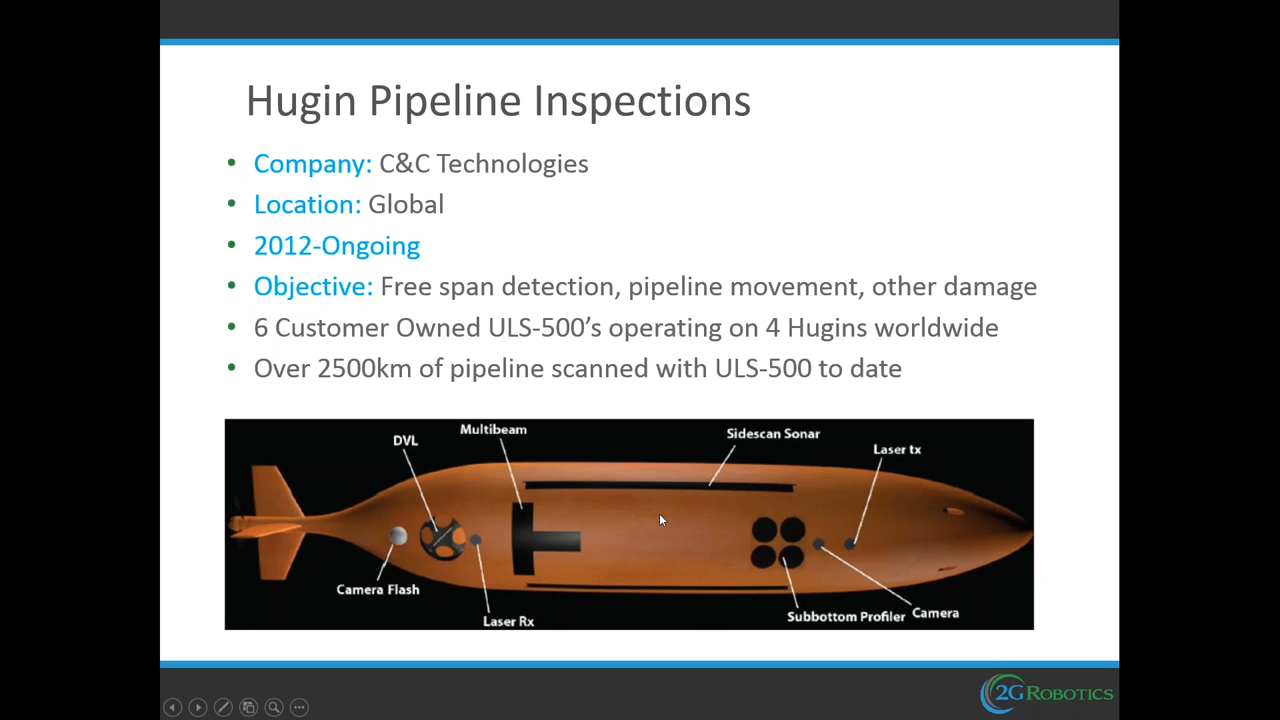 Hugin Pipeline Inspections
• Company: C&C Technologies
• Location: Global
• 2012-Ongoing
• Objective: Free span detection, pipeline movement, other damage
• 6 Customer Owned ULS-500’s operating on 4 Hugins worldwide
• Over 2500km of pipeline scanned with ULS-500 to date
DVL
Multibeam
Sidescan Sonar
Laser tx
Camera Flash
Laser Rx
Subbottom Profiler
Camera
2G ROBOTICS